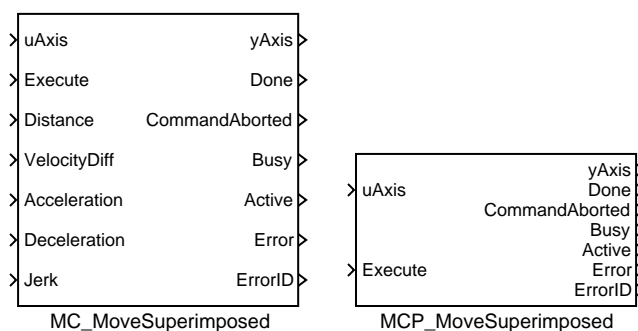 uAxis yAxis
Execute Done
Distance CommandAborted
VelocityDiff Busy
Acceleration Active
Deceleration Error
Jerk ErrorID
MC_MoveSuperimposed
yAxis
uAxis Done
CommandAborted
Busy
Active
Execute Error
ErrorID
MCP_MoveSuperimposed